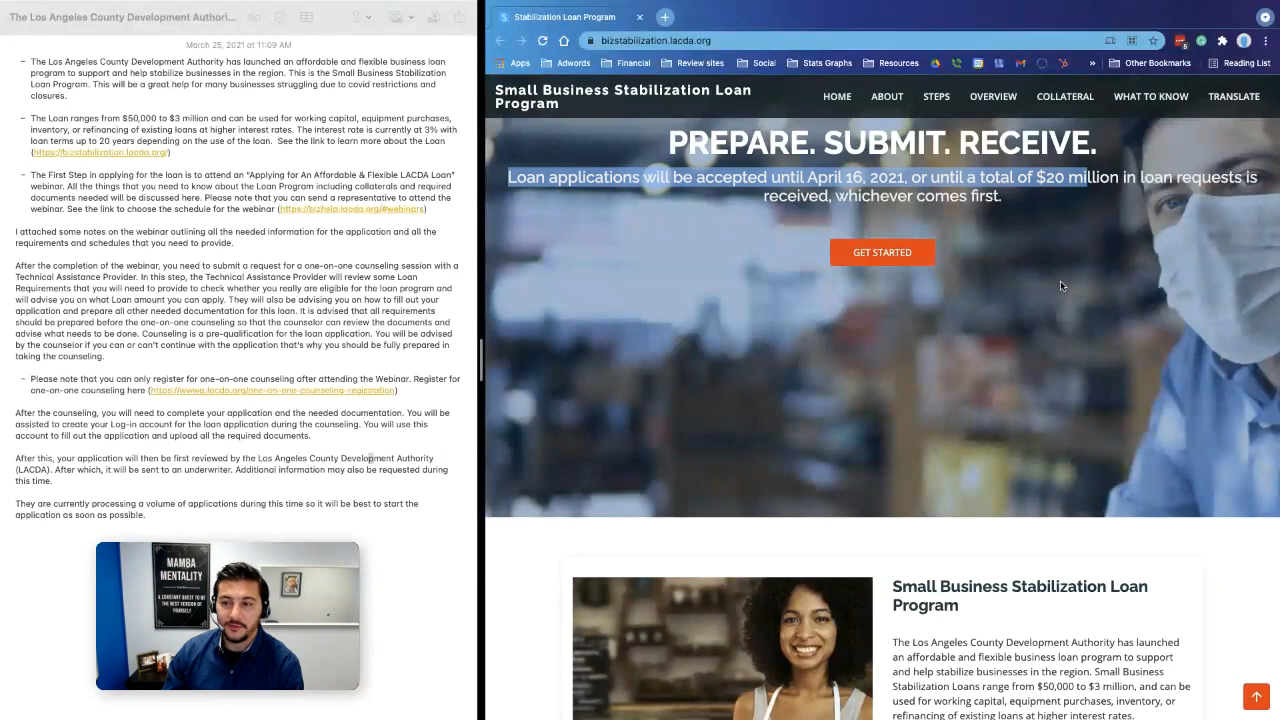 The Los Angeles County Development Authori...
March 25, 2021 at 11:09 AM
– The Los Angeles County Development Authority has launched an affordable and flexible business loan
program to support and help stabilize businesses in the region. This is the Small Business Stabilization
Loan Program. This will be a great help for many businesses struggling due to covid restrictions and
closures.
– The Loan ranges from $50,000 to $3 million and can be used for working capital, equipment purchases,
inventory, or refinancing of existing loans at higher interest rates. The interest rate is currently at 3% with
loan terms up to 20 years depending on the use of the loan. See the link to learn more about the Loan
(https://bizstabilization.lacda.org/)
– The First Step in applying for the loan is to attend an “Applying for An Affordable & Flexible LACDA Loan”
webinar. All the things that you need to know about the Loan Program including collaterals and required
documents needed will be discussed here. Please note that you can send a representative to attend the
webinar. See the link to choose the schedule for the webinar (https://bizhelp.lacda.org/#webinars)
I attached some notes on the webinar outlining all the needed information for the application and all the
requirements and schedules that you need to provide.
After the completion of the webinar, you need to submit a request for a one-on-one counseling session with a
Technical Assistance Provider. In this step, the Technical Assistance Provider will review some Loan
Requirements that you will need to provide to check whether you really are eligible for the loan program and
will advise you on what Loan amount you can apply. They will also be advising you on how to fill out your
application and prepare all other needed documentation for this loan. It is advised that all requirements
should be prepared before the one-on-one counseling so that the counselor can review the documents and
advise what needs to be done. Counseling is a pre-qualification for the loan application. You will be advised
by the counselor if you can or can't continue with the application that's why you should be fully prepared in
taking the counseling.
– Please note that you can only register for one-on-one counseling after attending the Webinar. Register for
one-on-one counseling here (https://wwwa.lacda.org/one-on-one-counseling-registration)
After the counseling, you will need to complete your application and the needed documentation. You will be
assisted to create your Log-in account for the loan application during the counseling. You will use this
account to fill out the application and upload all the required documents.
After this, your application will then be first reviewed by the Los Angeles County Development Authority
(LACDA). After which, it will be sent to an underwriter. Additional information may also be requested during
this time.
They are currently processing a volume of applications during this time so it will be best to start the
application as soon as possible.
MAMBA
MENTALITY
A CONSTANT QUEST TO BE
THE BEST VERSION OF
YOURSELF
Stabilization Loan Program
bizstabilization.lacda.org
Apps Adwords Financial Review sites Social Stats Graphs Resources » Other Bookmarks Reading List
Small Business Stabilization Loan
Program
HOME ABOUT STEPS OVERVIEW COLLATERAL WHAT TO KNOW TRANSLATE
PREPARE. SUBMIT. RECEIVE.
Loan applications will be accepted until April 16, 2021, or until a total of $20 million in loan requests is
received, whichever comes first.
GET STARTED
Small Business Stabilization Loan
Program
The Los Angeles County Development Authority has launched
an affordable and flexible business loan program to support
and help stabilize businesses in the region. Small Business
Stabilization Loans range from $50,000 to $3 million, and can be
used for working capital, equipment purchases, inventory, or
refinancing of existing loans at higher interest rates.